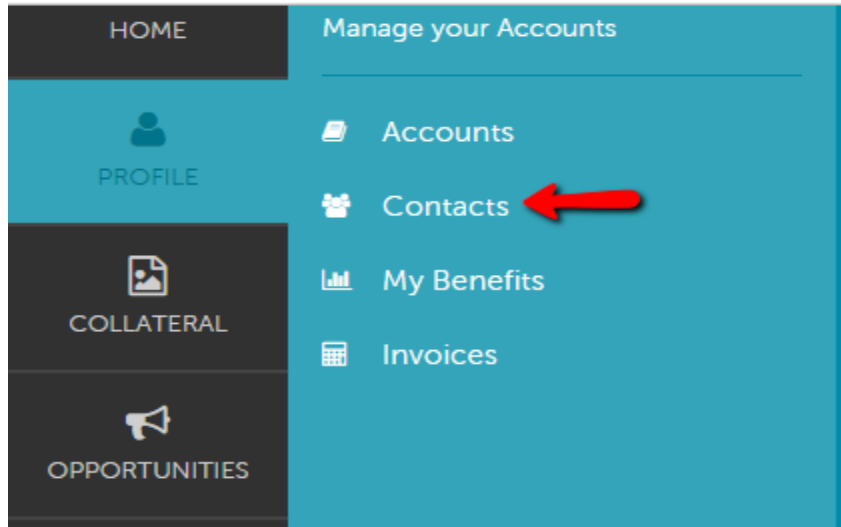 HOME
PROFILE
COLLATERAL
OPPORTUNITIES
Manage your Accounts
Accounts
Contacts
My Benefits
Invoices